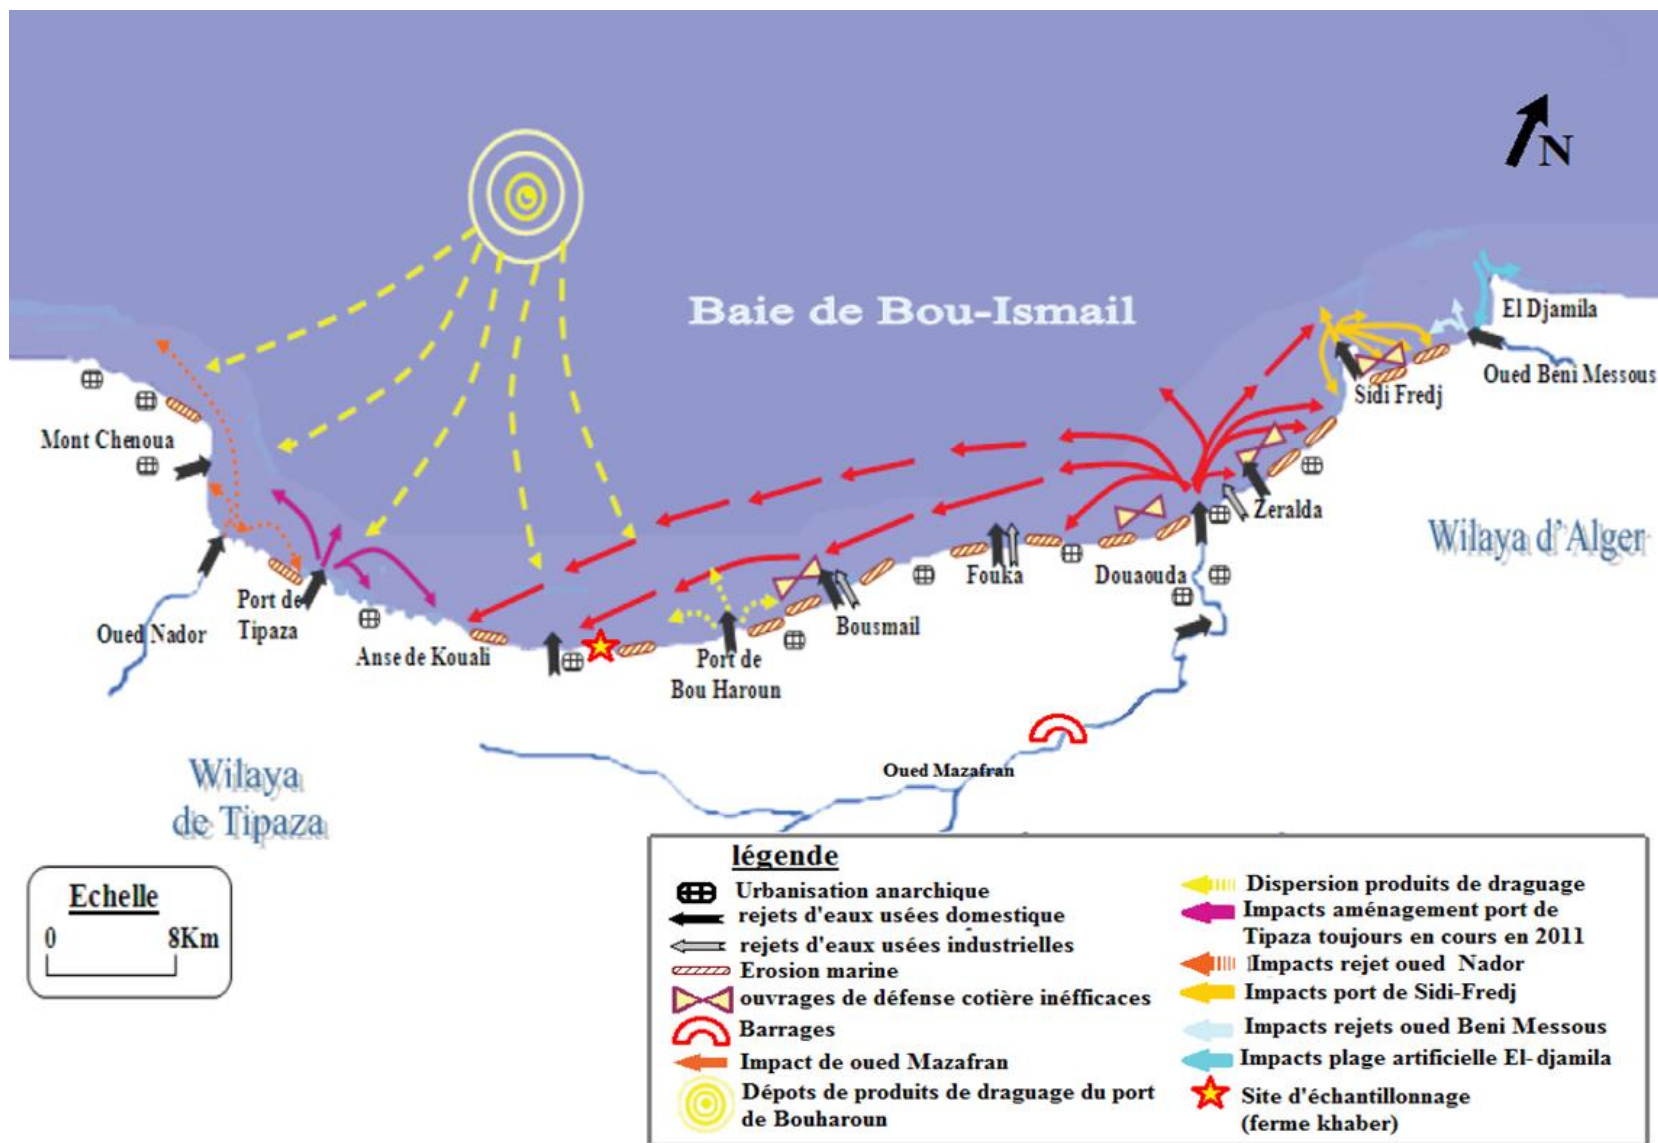 N
Baie de Bou-Ismail
El Djamila
Oued Beni Messous
Sidi Fredj
Mont Chenoua
Zeralda
Wilaya d'Alger
Fouka
Douaouda
Port de
Tipaza
Oued Nador
Anse de Kouali
Bousmail
Port de
Bou Haroun
Oued Mazafran
Wilaya
de Tipaza
Echelle
0 8Km
légende
Urbanisation anarchique
rejets d'eaux usées domestique
rejets d'eaux usées industrielles
Erosion marine
ouvrages de défense cotière inéfficaces
Barrages
Impact de oued Mazafran
Dépots de produits de draguage du port
de Bouharoun
Dispersion produits de draguage
Impacts aménagement port de
Tipaza toujours en cours en 2011
Impacts rejet oued Nador
Impacts port de Sidi-Fredj
Impacts rejets oued Beni Messous
Impacts plage artificielle El-djamila
Site d'échantillonnage
(ferme khaber)